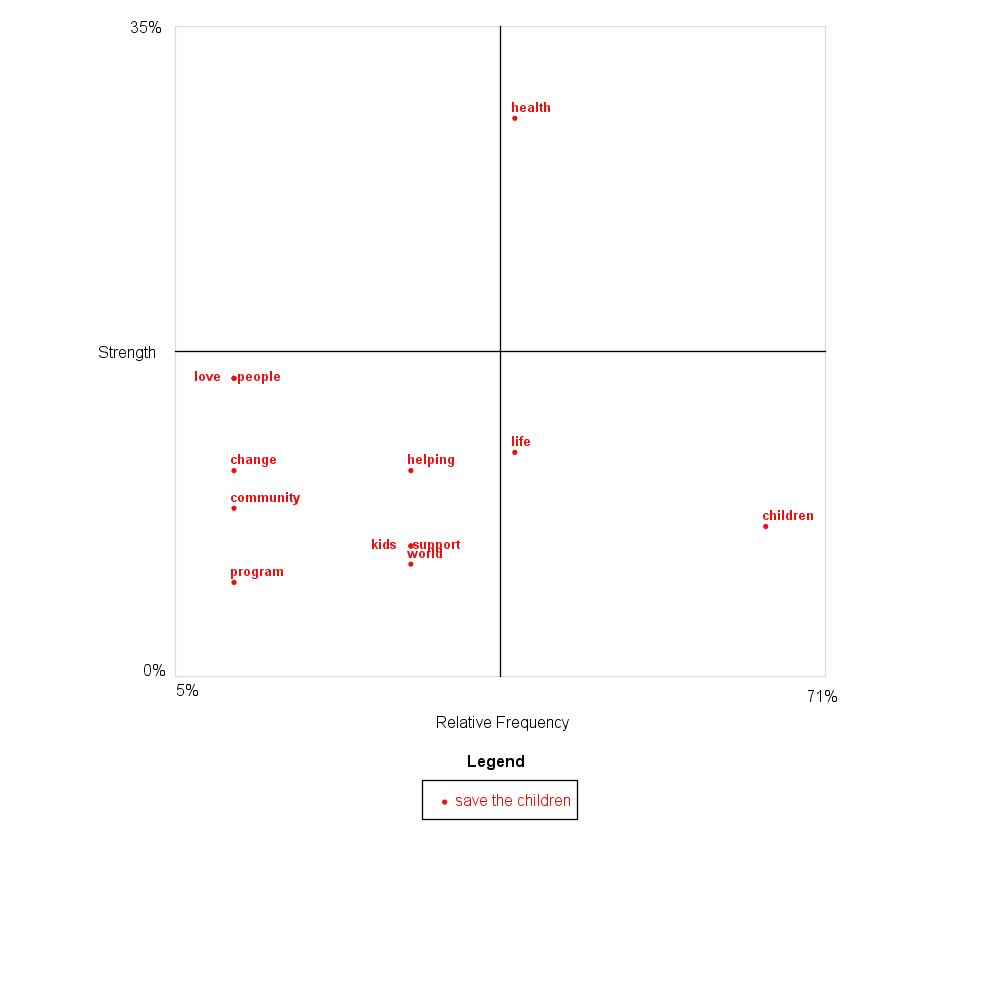 35%
health
Strength
love people
life
change helping
community
children
kids support
world
program
0%
5%
71%
Relative Frequency
Legend
save the children